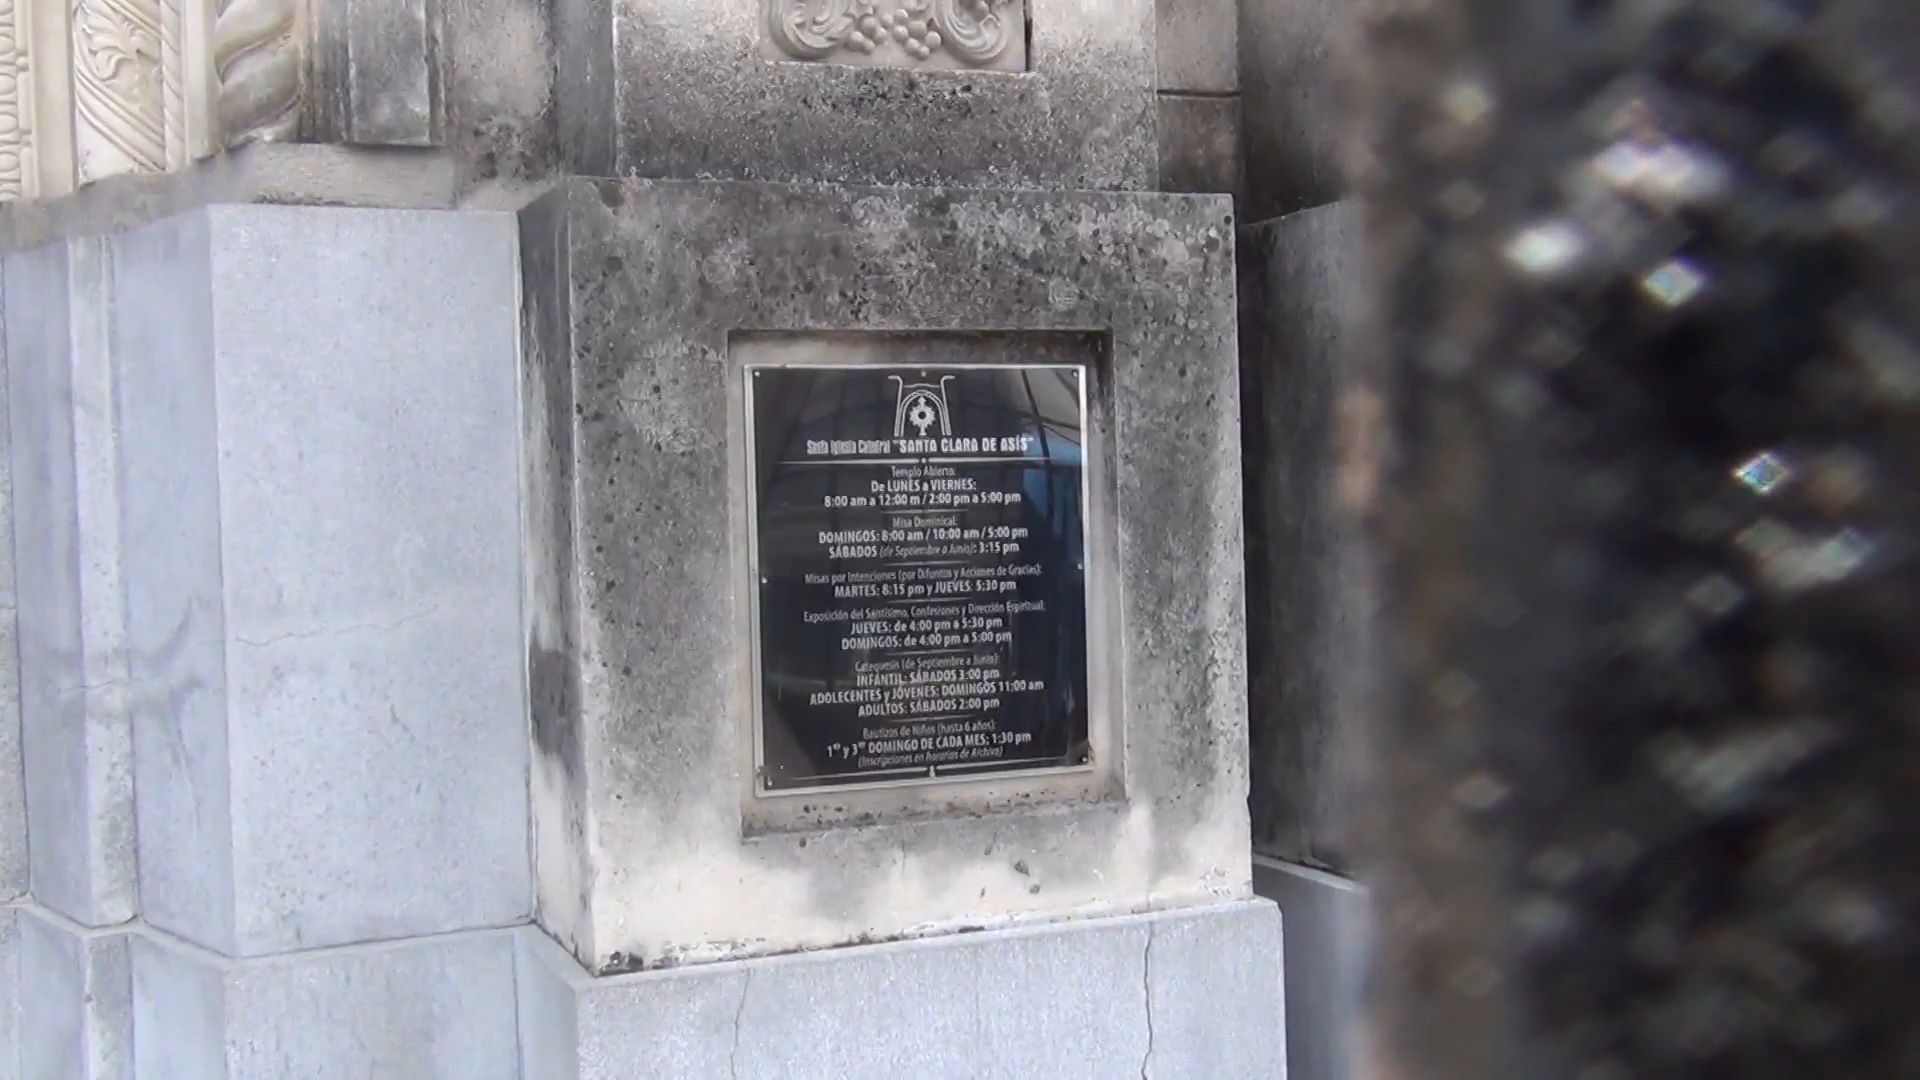 Santa Iglesia Catedral "SANTA CLARA DE ASÍS"
Templo Abierto:
De LUNES a VIERNES:
8:00 am a 12:00 m / 2:00 pm a 5:00 pm
Misa Dominical:
DOMINGOS: 8:00 am / 10:00 am / 5:00 pm
SÁBADOS (de Septiembre a Junio): 3:15 pm
Misas por Intenciones (por Difuntos y Acciones de Gracias):
MARTES: 8:15 pm y JUEVES: 5:30 pm
Exposición del Santísimo, Confesiones y Dirección Espiritual:
JUEVES: de 4:00 pm a 5:30 pm
DOMINGOS: de 4:00 pm a 5:00 pm
Catequesis (de Septiembre a Junio):
INFANTIL: SÁBADOS 3:00 pm
ADOLECENTES y JÓVENES: DOMINGOS 11:00 am
ADULTOS: SÁBADOS 2:00 pm
Bautizos de Niños (hasta 6 años):
1er y 3er DOMINGO DE CADA MES: 1:30 pm
(Inscripciones en horarios de Archivo)